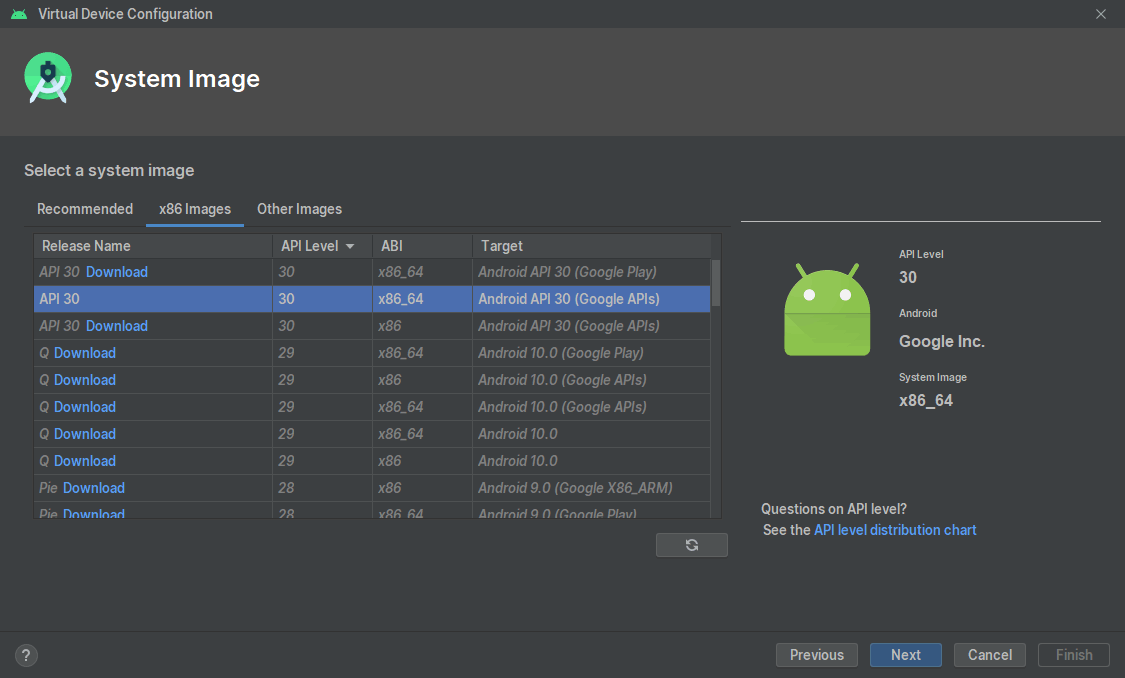 Virtual Device Configuration
System Image
Select a system image
Recommended x86 Images Other Images
Release Name API Level ABI Target
API 30 Download 30 x86_64 Android API 30 (Google Play)
API 30 30 x86_64 Android API 30 (Google APIs)
API 30 Download 30 x86 Android API 30 (Google APIs)
Q Download 29 x86_64 Android 10.0 (Google Play)
Q Download 29 x86 Android 10.0 (Google APIs)
Q Download 29 x86_64 Android 10.0 (Google APIs)
Q Download 29 x86_64 Android 10.0
Q Download 29 x86 Android 10.0
Pie Download 28 x86 Android 9.0 (Google X86_ARM)
Pie Download 28 x86_64 Android 9.0 (Google Play)
API Level
30
Android
Google Inc.
System Image
x86_64
Questions on API level?
See the API level distribution chart
? Previous Next Cancel Finish